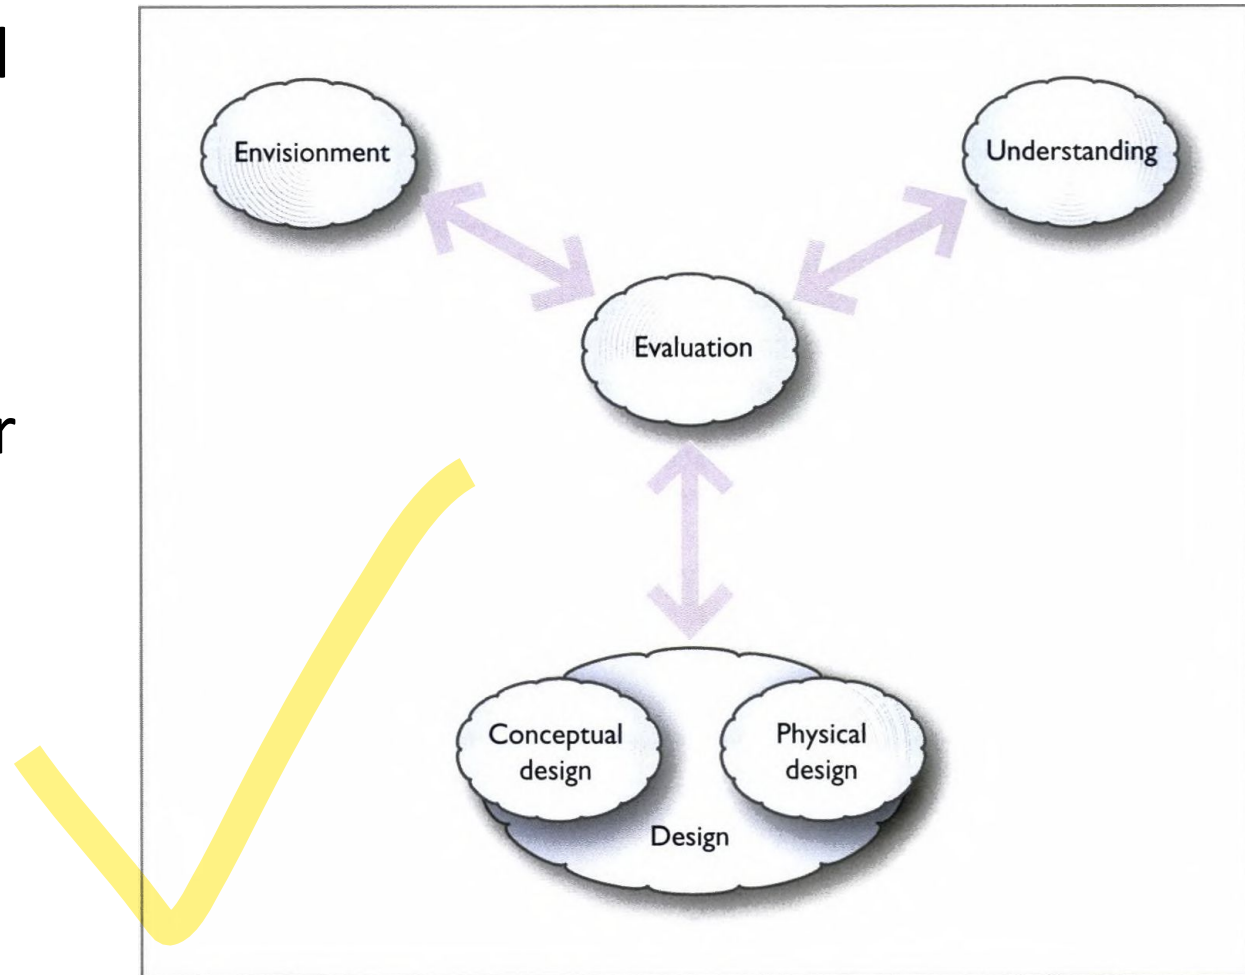 Envisionment
Understanding
Evaluation
r
Conceptual
design
Physical
design
Design